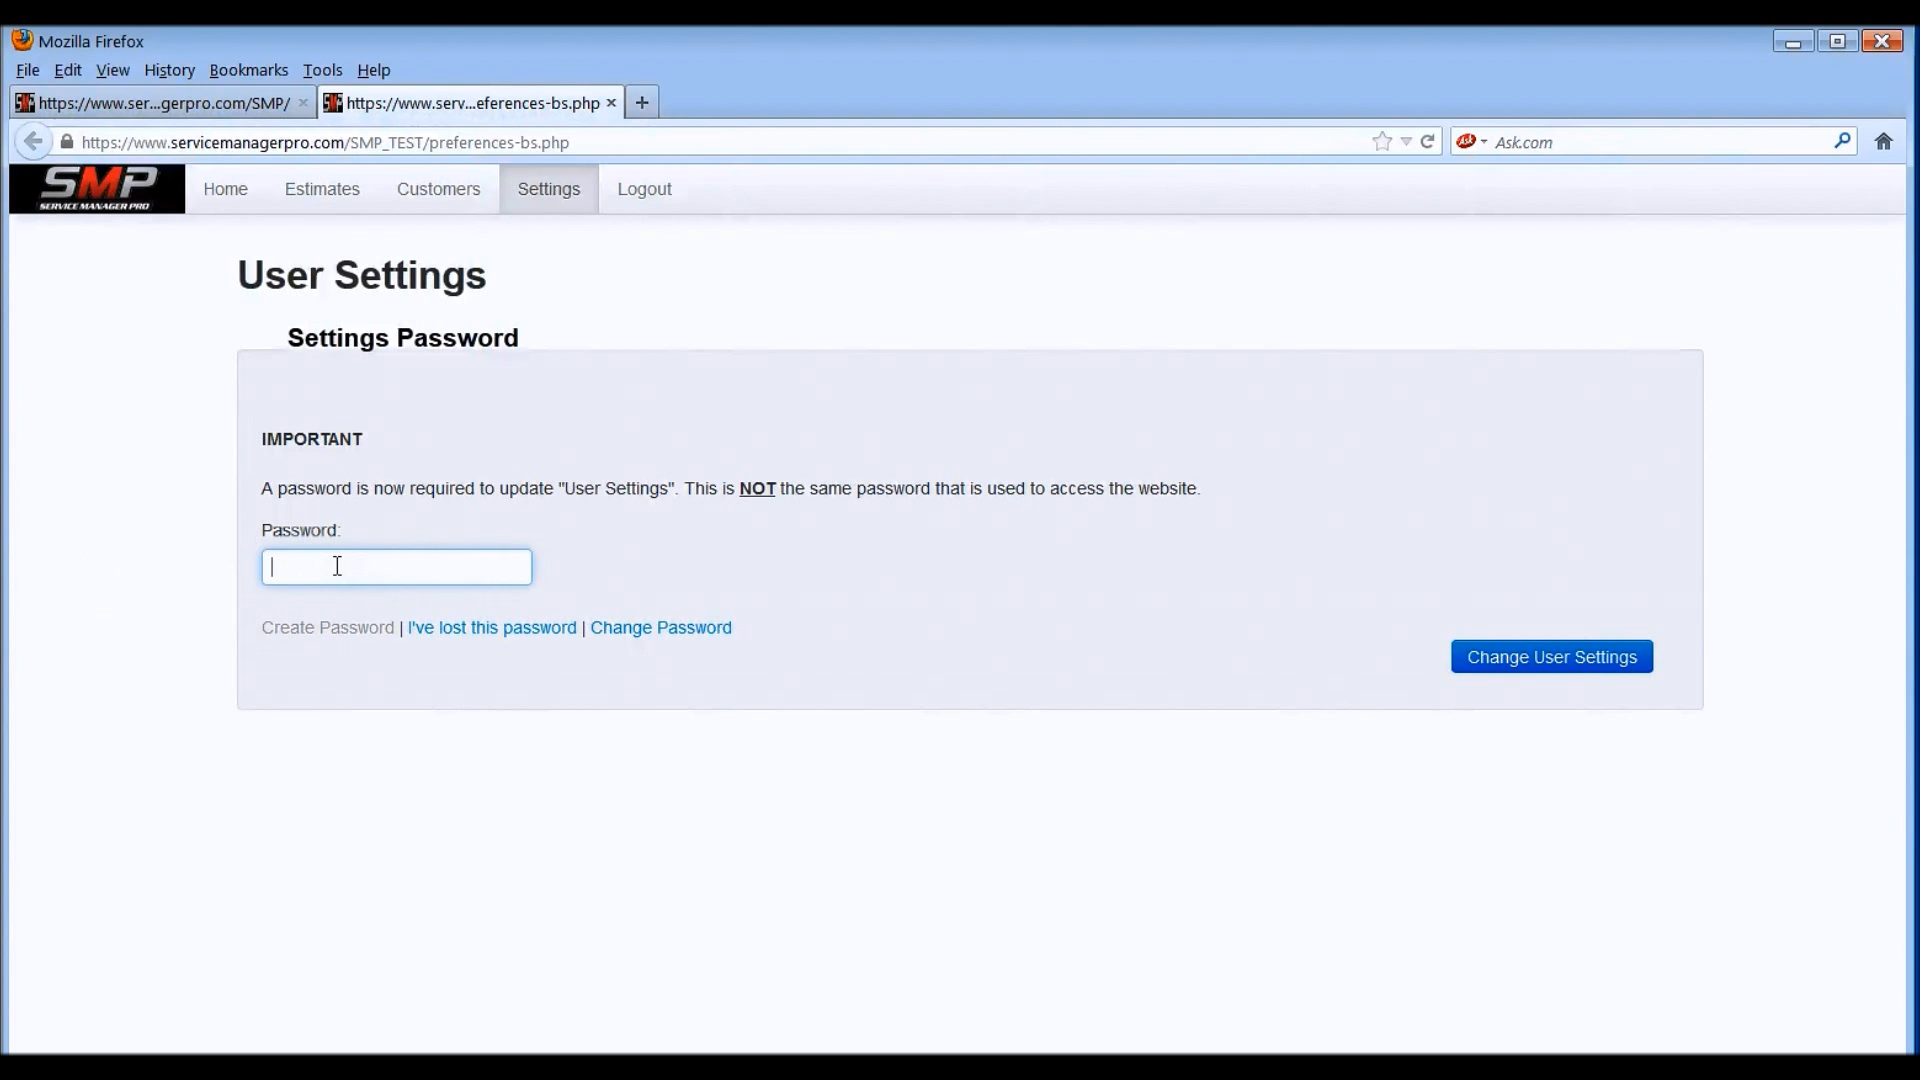 Mozilla Firefox
File Edit View History Bookmarks Tools Help
https://www.ser...gerpro.com/SMP/ https://www.serv...eferences-bs.php
https://www.servicemanagerpro.com/SMP_TEST/preferences-bs.php Ask Ask.com
SMP
SERVICE MANAGER PRO
Home Estimates Customers Settings Logout
User Settings
Settings Password
IMPORTANT
A password is now required to update "User Settings". This is NOT the same password that is used to access the website.
Password:
Create Password | I've lost this password | Change Password
Change User Settings